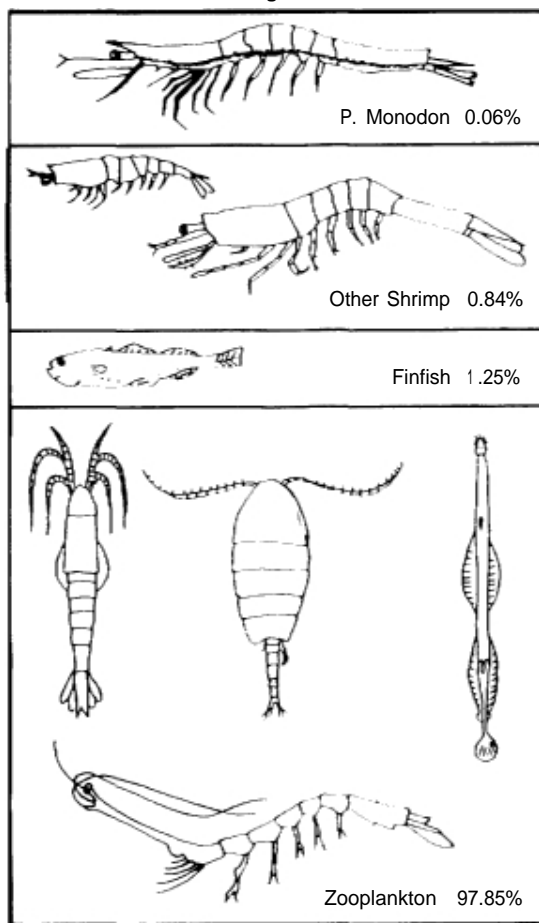 P. Monodon 0.06%
Other Shrimp 0.84%
Finfish 1.25%
Zooplankton 97.85%